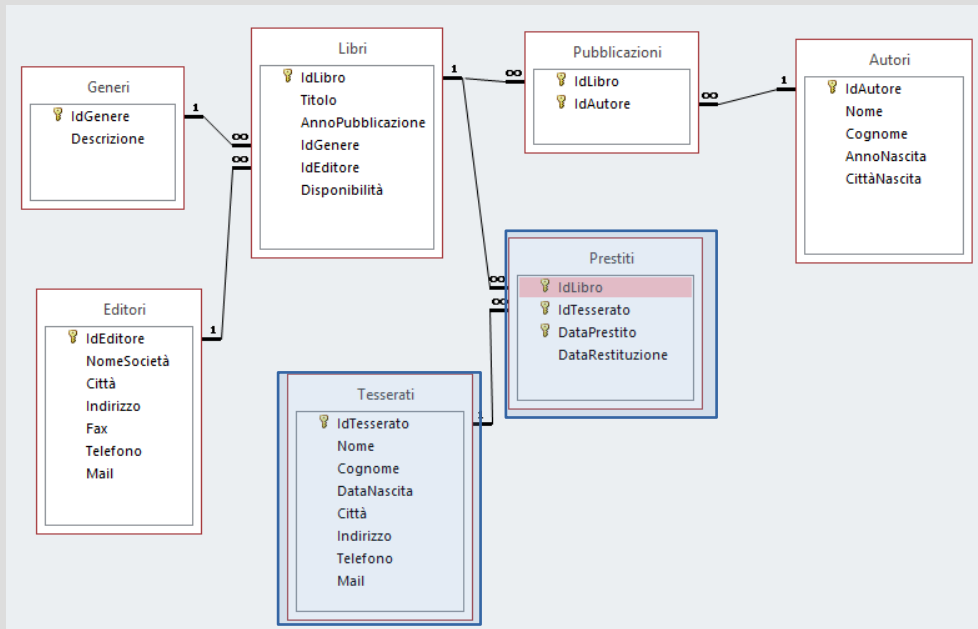 Generi
IdGenere
Descrizione
1
∞
∞
Libri
IdLibro
Titolo
AnnoPubblicazione
IdGenere
IdEditore
Disponibilità
1
∞
Pubblicazioni
IdLibro
IdAutore
∞
1
Autori
IdAutore
Nome
Cognome
AnnoNascita
CittàNascita
Editori
IdEditore
NomeSocietà
Città
Indirizzo
Fax
Telefono
Mail
1
∞
∞
Prestiti
IdLibro
IdTesserato
DataPrestito
DataRestituzione
Tesserati
IdTesserato
Nome
Cognome
DataNascita
Città
Indirizzo
Telefono
Mail
1